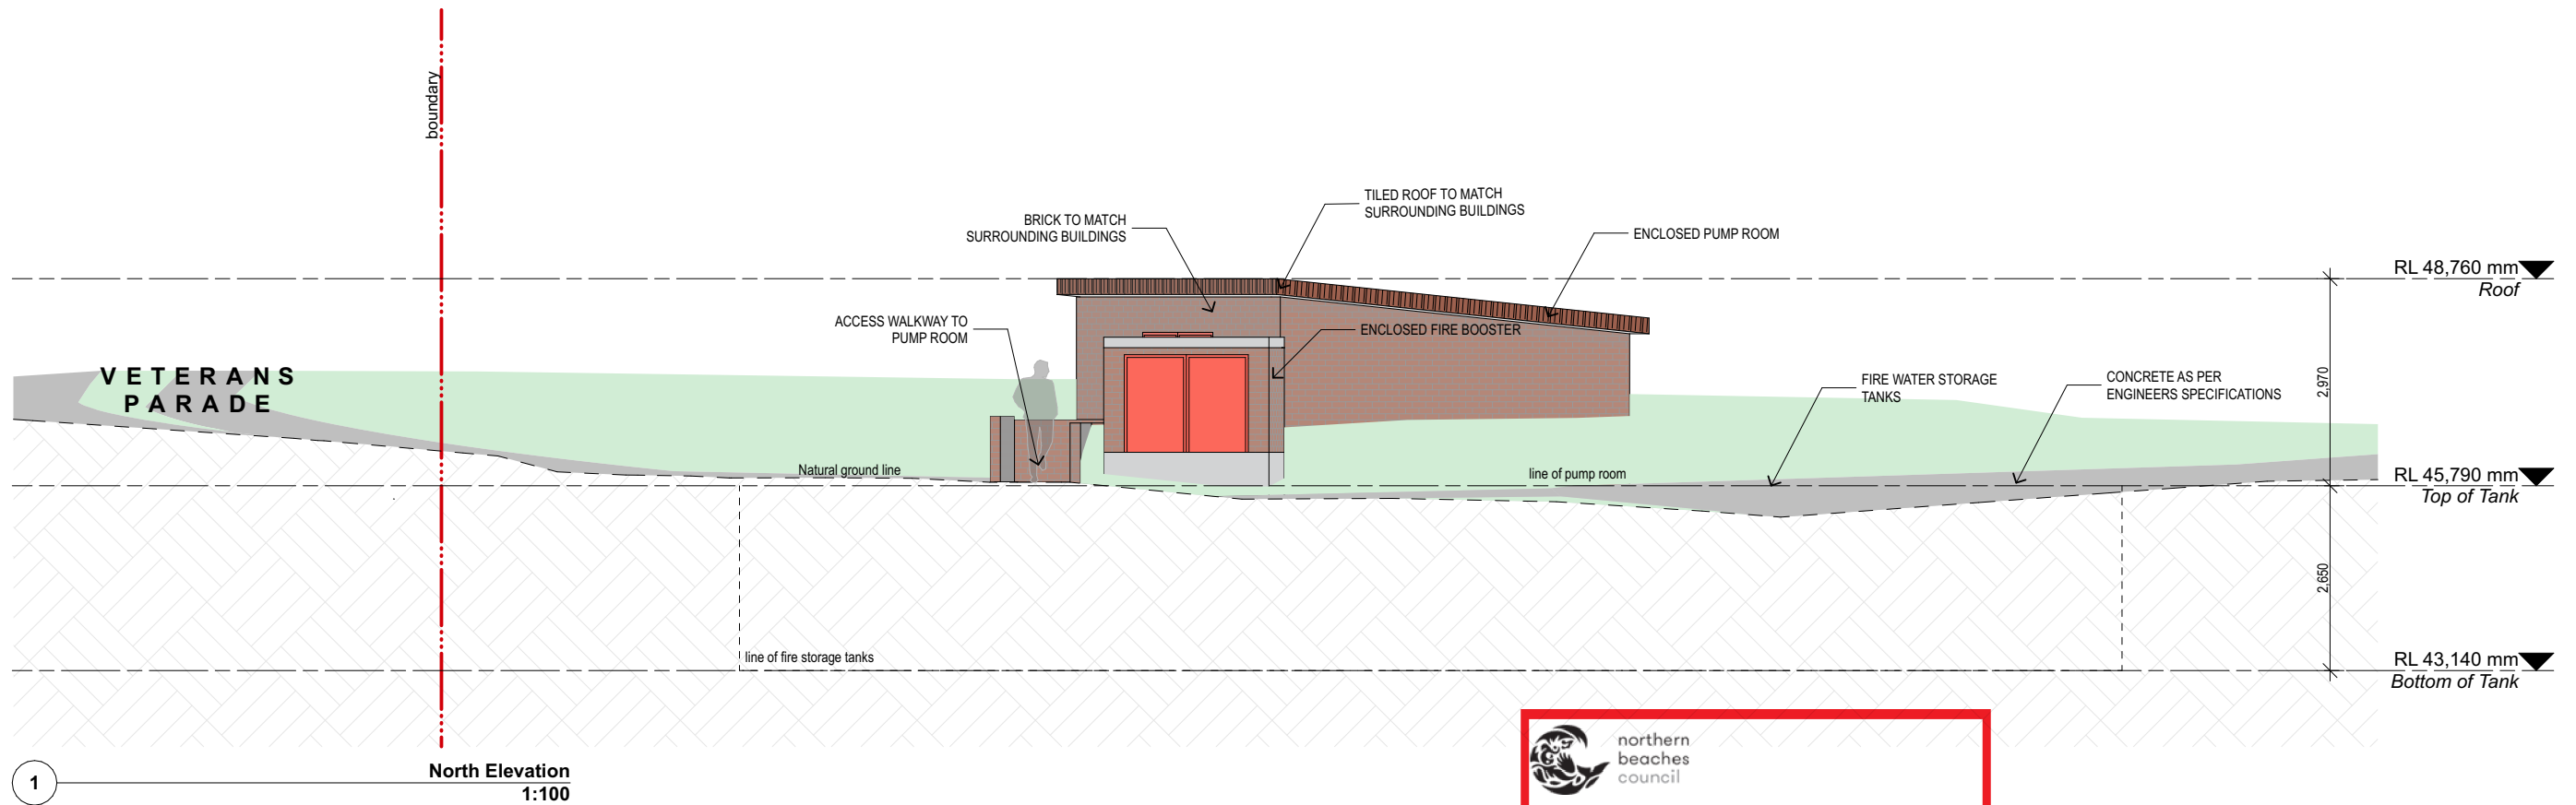 boundary
TILED ROOF TO MATCH
SURROUNDING BUILDINGS
BRICK TO MATCH
SURROUNDING BUILDINGS
ENCLOSED PUMP ROOM
RL 48,760 mm
Roof
ACCESS WALKWAY TO
PUMP ROOM
ENCLOSED FIRE BOOSTER
VETERANS
PARADE
FIRE WATER STORAGE
TANKS
CONCRETE AS PER
ENGINEERS SPECIFICATIONS
2,970
Natural ground line
line of pump room
RL 45,790 mm
Top of Tank
2,650
line of fire storage tanks
RL 43,140 mm
Bottom of Tank
northern
beaches
council
1
North Elevation
1:100